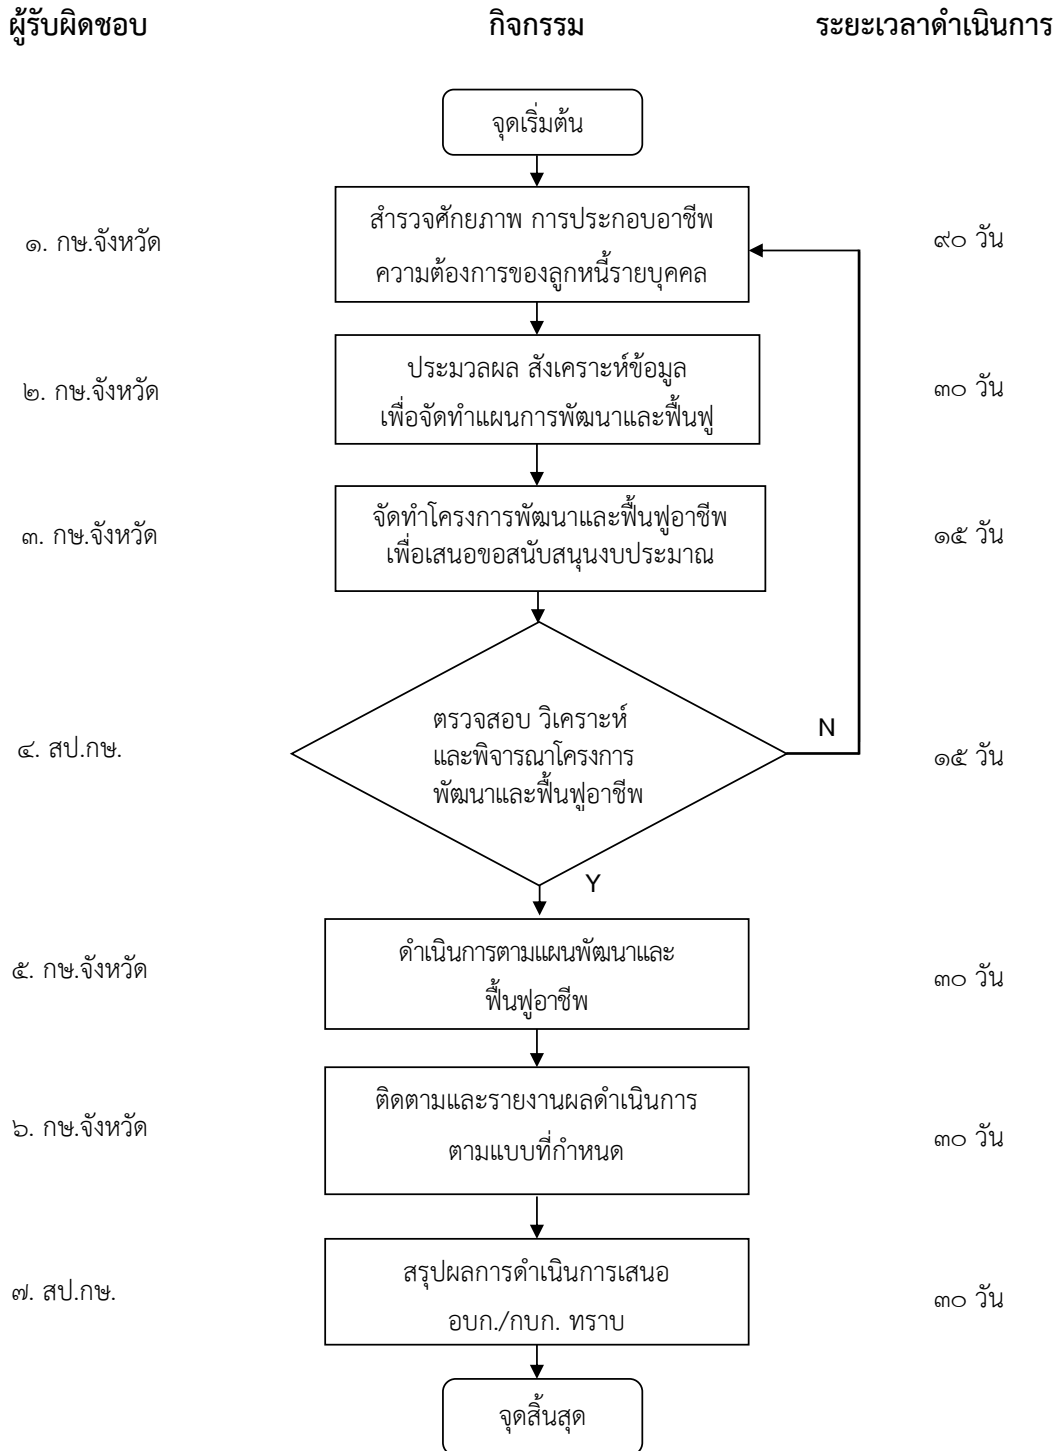 ผู้รับผิดชอบ กิจกรรม ระยะเวลาดำเนินการ
จุดเริ่มต้น
๑. กษ.จังหวัด
สำรวจศักยภาพ การประกอบอาชีพ
ความต้องการของลูกหนี้รายบุคคล
๙๐ วัน
๒. กษ.จังหวัด
ประมวลผล สังเคราะห์ข้อมูล
เพื่อจัดทำแผนการพัฒนาและฟื้นฟู
๓๐ วัน
๓. กษ.จังหวัด
จัดทำโครงการพัฒนาและฟื้นฟูอาชีพ
เพื่อเสนอขอสนับสนุนงบประมาณ
๑๕ วัน
๔. สป.กษ.
ตรวจสอบ วิเคราะห์
และพิจารณาโครงการ
พัฒนาและฟื้นฟูอาชีพ
N
๑๕ วัน
Y
๕. กษ.จังหวัด
ดำเนินการตามแผนพัฒนาและ
ฟื้นฟูอาชีพ
๓๐ วัน
๖. กษ.จังหวัด
ติดตามและรายงานผลดำเนินการ
ตามแบบที่กำหนด
๓๐ วัน
๗. สป.กษ.
สรุปผลการดำเนินการเสนอ
อบก./กบก. ทราบ
๓๐ วัน
จุดสิ้นสุด